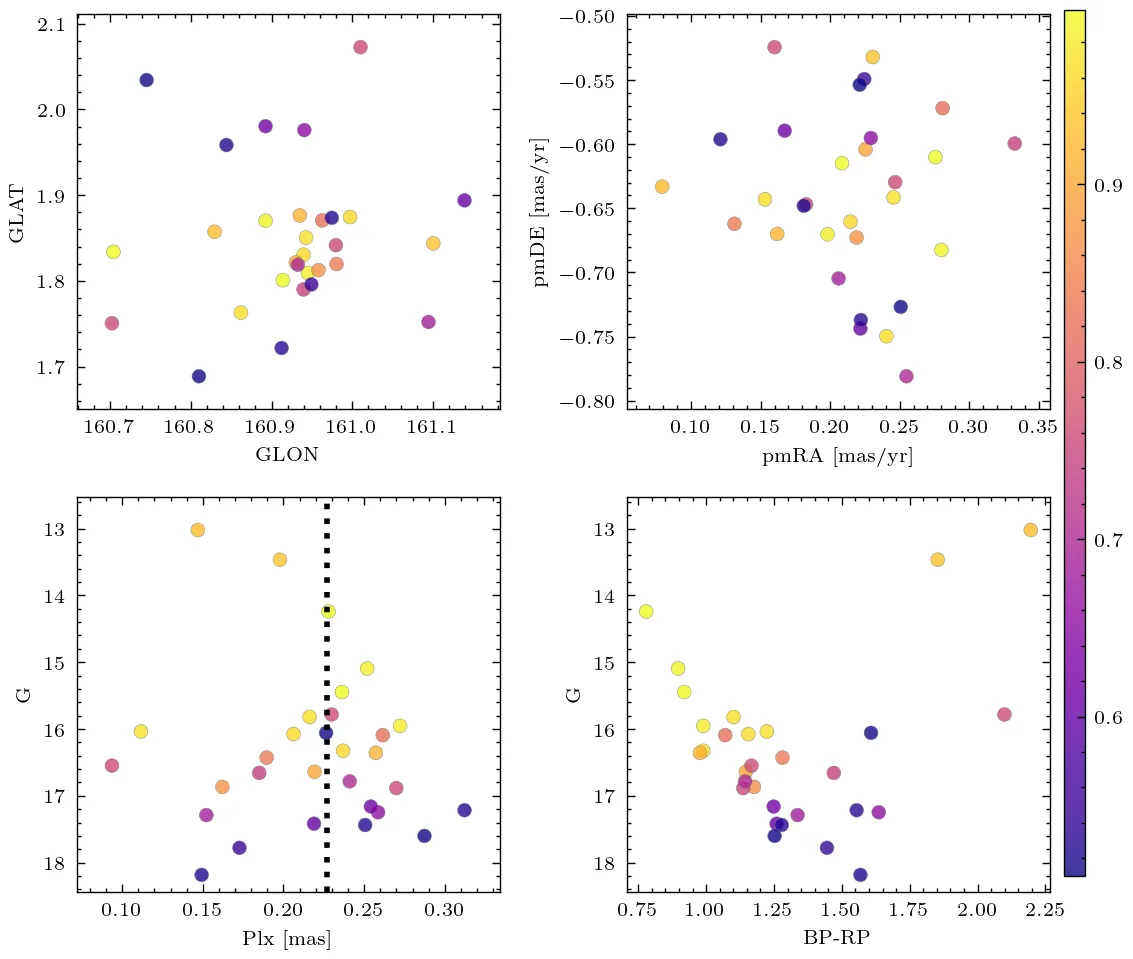 2.1
2.0
1.9
1.8
1.7
GLAT
160.7 160.8 160.9 161.0 161.1
GLON
−0.50
−0.55
−0.60
−0.65
−0.70
−0.75
−0.80
pmDE [mas/yr]
0.10 0.15 0.20 0.25 0.30 0.35
pmRA [mas/yr]
0.9
0.8
0.7
0.6
13
14
15
16
17
18
G
0.10 0.15 0.20 0.25 0.30
Plx [mas]
13
14
15
16
17
18
G
0.75 1.00 1.25 1.50 1.75 2.00 2.25
BP-RP